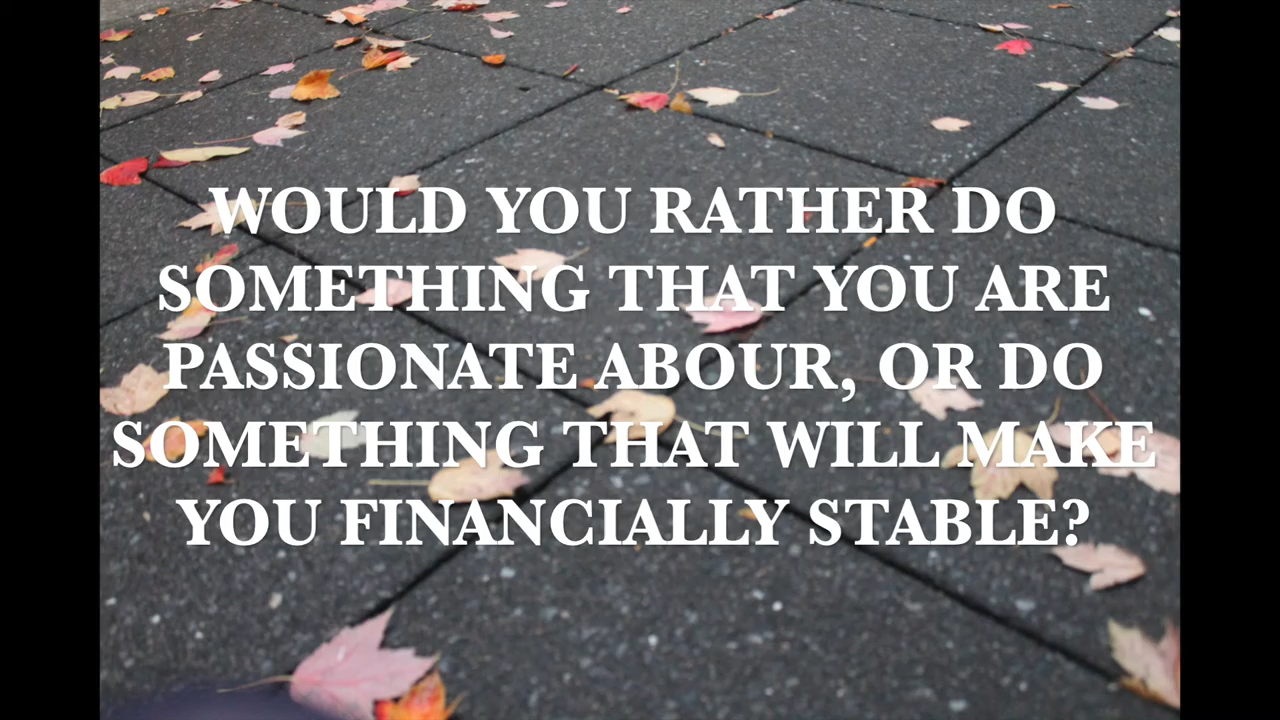 WOULD YOU RATHER DO
SOMETHING THAT YOU ARE
PASSIONATE ABOUR, OR DO
SOMETHING THAT WILL MAKE
YOU FINANCIALLY STABLE?